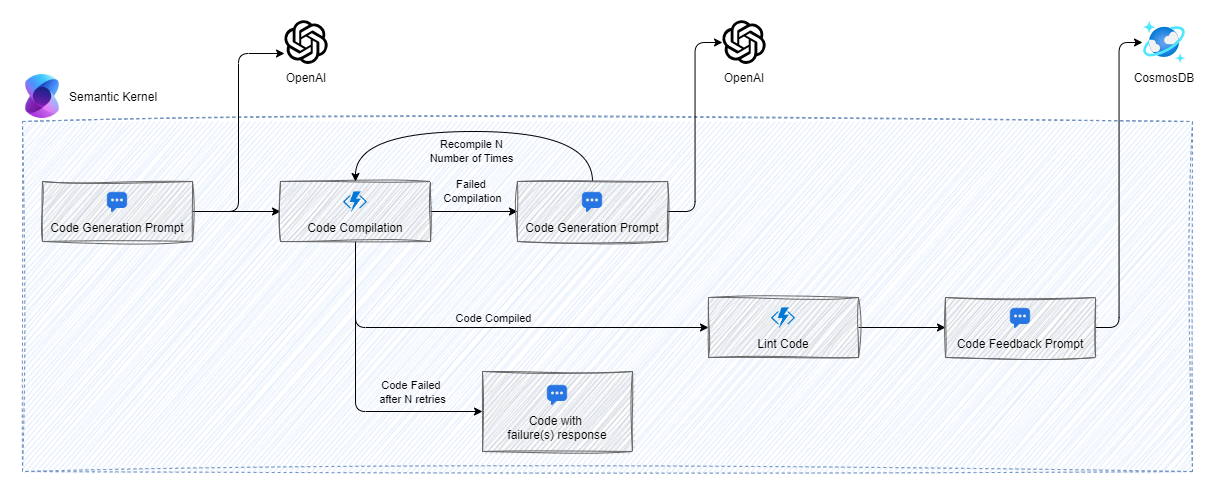 OpenAI
OpenAI
CosmosDB
Semantic Kernel
Recompile N
Number of Times
Code Generation Prompt
Code Compilation
Failed
Compilation
Code Generation Prompt
Code Compiled
Lint Code
Code Feedback Prompt
Code Failed
after N retries
Code with
failure(s) response